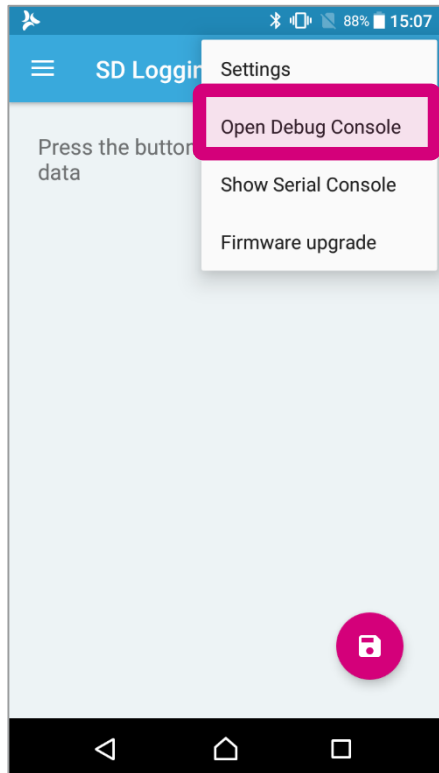 88% 15:07
SD Loggin
Settings
Open Debug Console
Press the button
data
Show Serial Console
Firmware upgrade